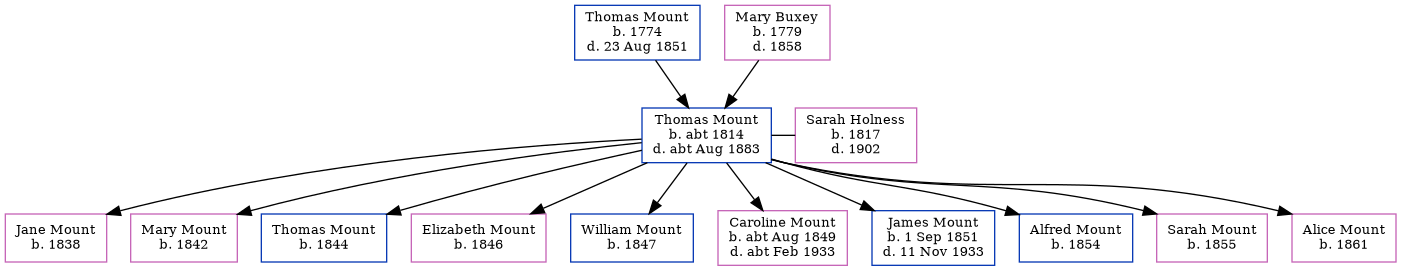 Thomas Mount
b. 1774
d. 23 Aug 1851
Mary Buxey
b. 1779
d. 1858
Thomas Mount
b. abt 1814
d. abt Aug 1883
Sarah Holness
b. 1817
d. 1902
Jane Mount
b. 1838
Mary Mount
b. 1842
Thomas Mount
b. 1844
Elizabeth Mount
b. 1846
William Mount
b. 1847
Caroline Mount
b. abt Aug 1849
d. abt Feb 1933
James Mount
b. 1 Sep 1851
d. 11 Nov 1933
Alfred Mount
b. 1854
Sarah Mount
b. 1855
Alice Mount
b. 1861